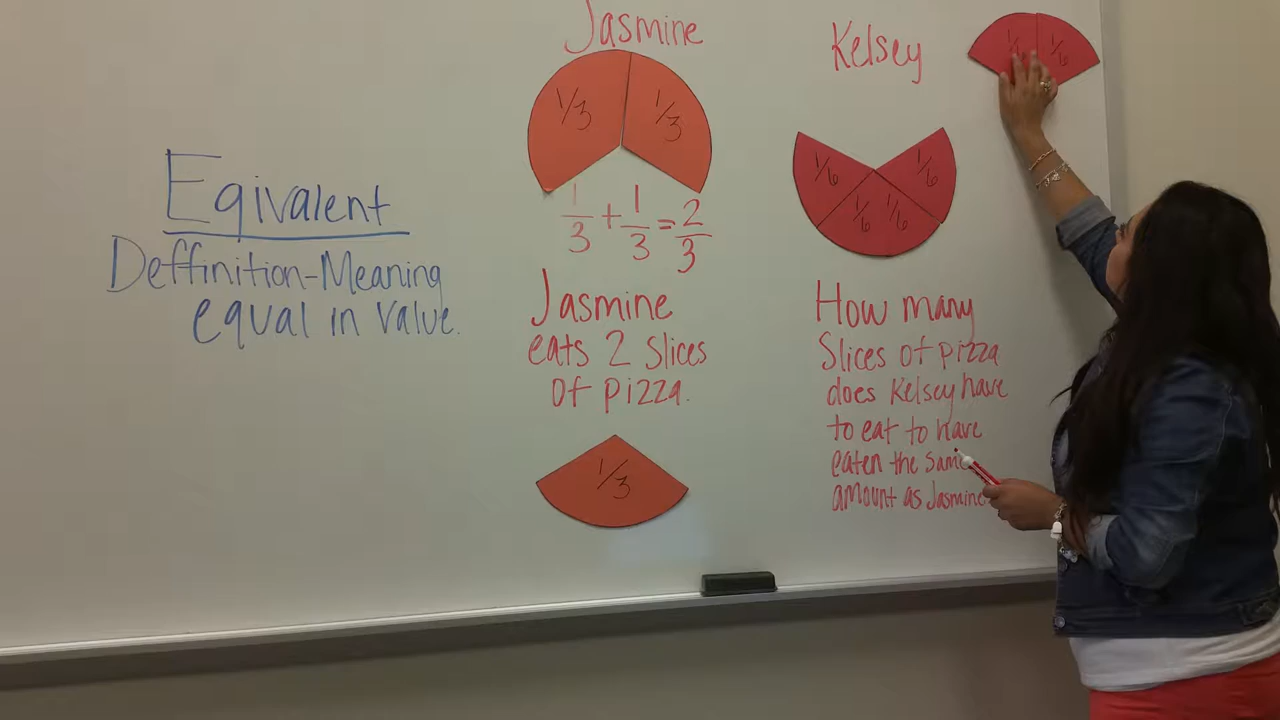 Eqivalent
Deffinition-Meaning
equal in value.
Jasmine
1/3 1/3
1/3 + 1/3 = 2/3
Jasmine
eats 2 Slices
of pizza.
1/3
Kelsey
1/6 1/6
1/6 1/6
1/6 1/6
How many
Slices of pizza
does Kelsey have
to eat to have
eaten the same
amount as Jasmine